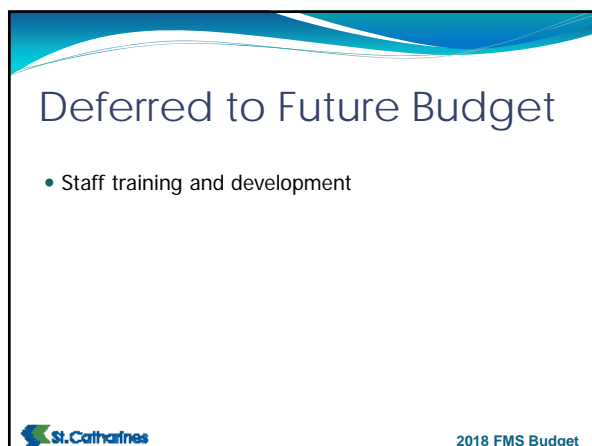 Deferred to Future Budget
• Staff training and development
St.Catharines
2018 FMS Budget